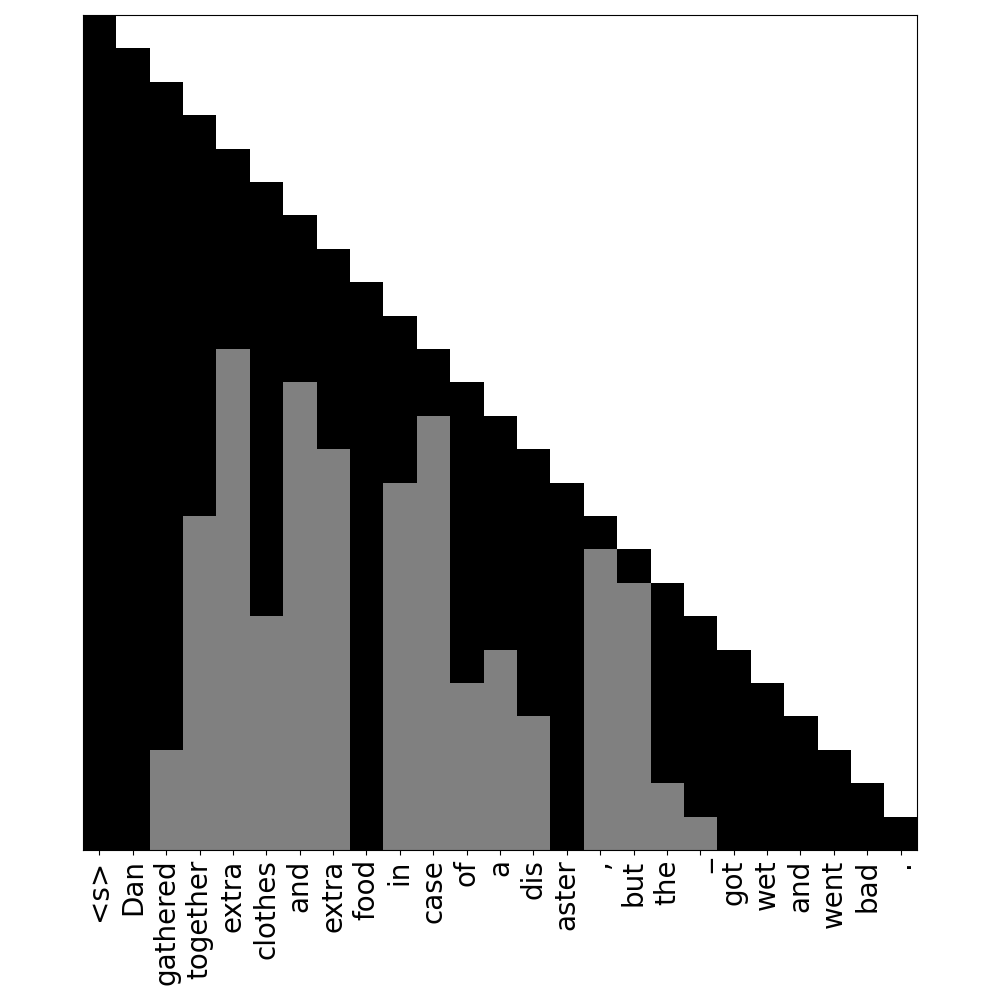 <s> Dan gathered together extra clothes and extra food in case of a dis aster , but the _ got wet and went bad .